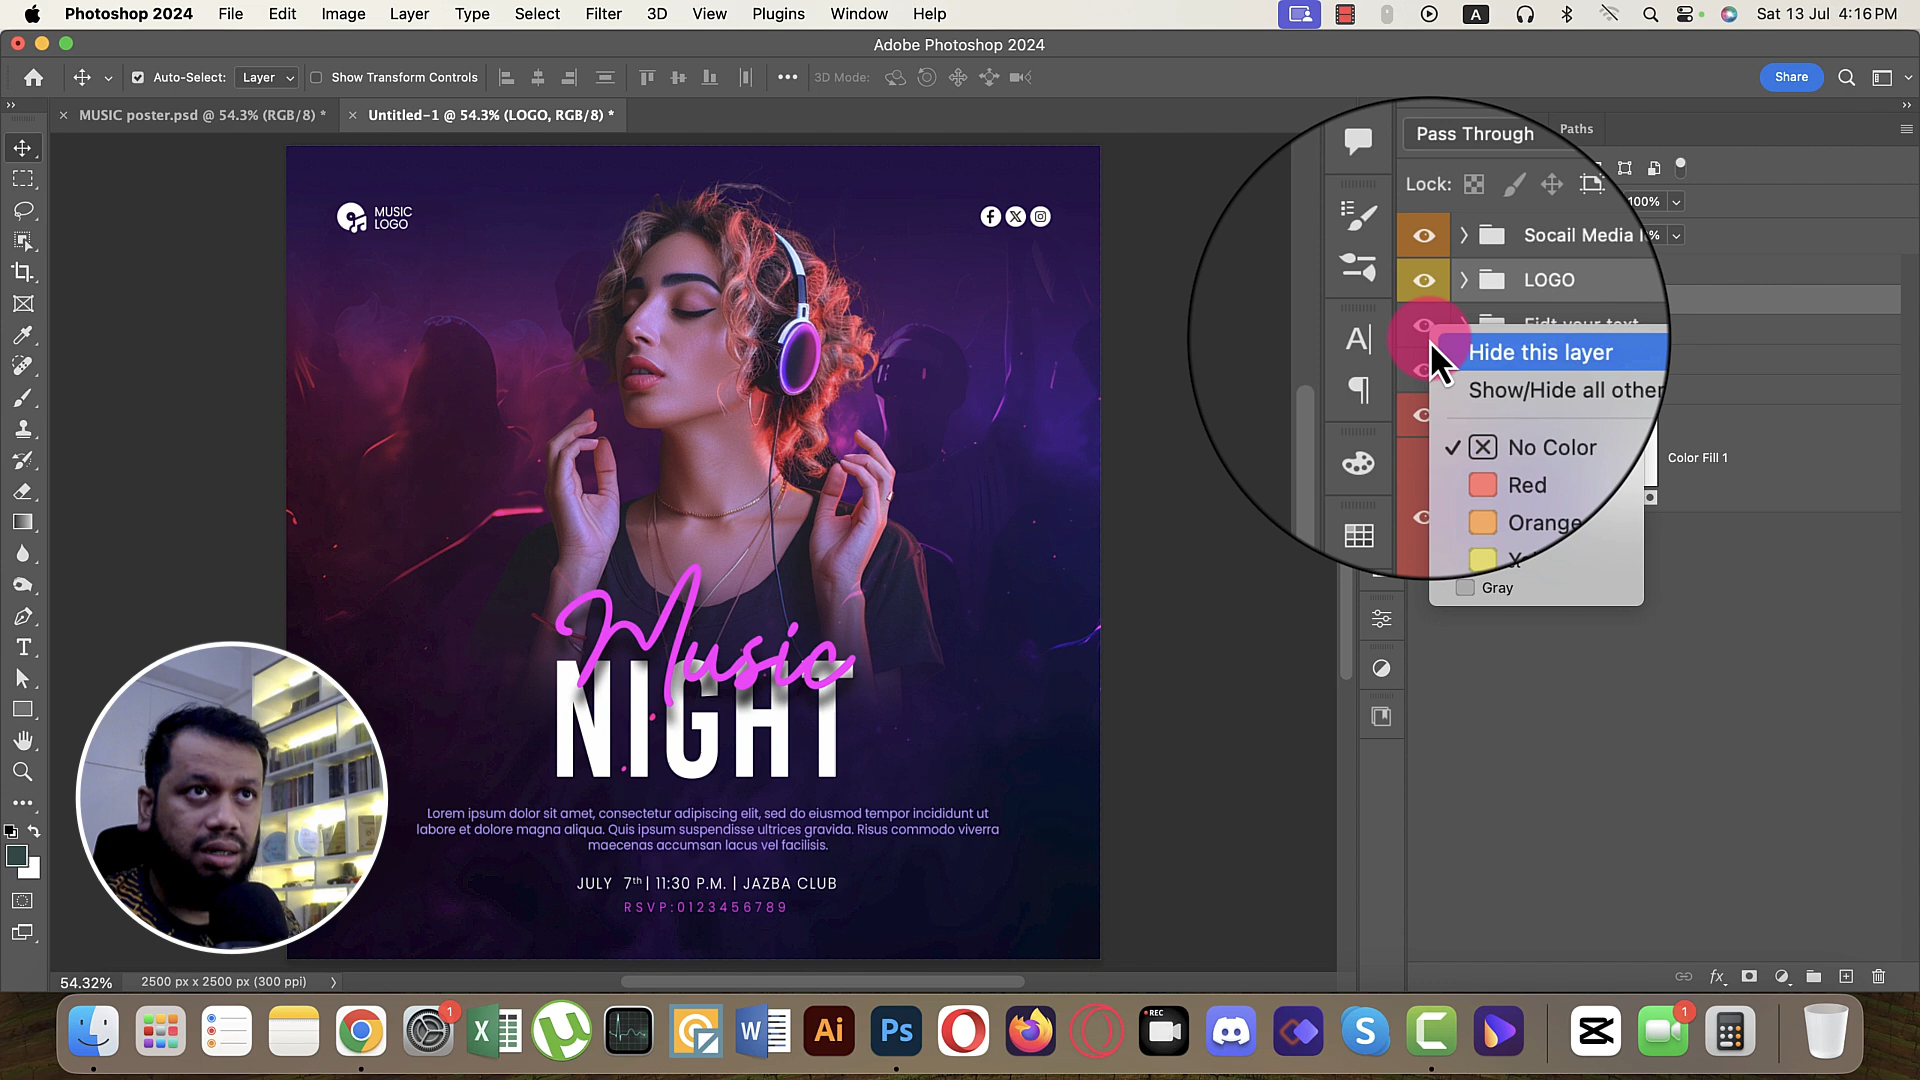 Photoshop 2024 File Edit Image Layer Type Select Filter 3D View Plugins Window Help A Sat 13 Jul 4:16 PM
Adobe Photoshop 2024
Auto-Select: Layer Show Transform Controls 3D Mode: Share
MUSIC poster.psd @ 54.3% (RGB/8) * Untitled-1 @ 54.3% (LOGO, RGB/8) *
Pass Through Paths
Lock:
100%
Socail Media
%
LOGO
Hide this layer
Show/Hide all other
No Color
Color Fill 1
Red
Orange
Gray
MUSIC
LOGO
Music
NIGHT
Lorem ipsum dolor sit amet, consectetur adipiscing elit, sed do eiusmod tempor incididunt ut
labore et dolore magna aliqua. Quis ipsum suspendisse ultrices gravida. Risus commodo viverra
maecenas accumsan lacus vel facilisis.
JULY 7th | 11:30 P.M. | JAZBA CLUB
RSVP:0123456789
54.32% 2500 px x 2500 px (300 ppi)
fx
1
REC
Ai
Ps
1